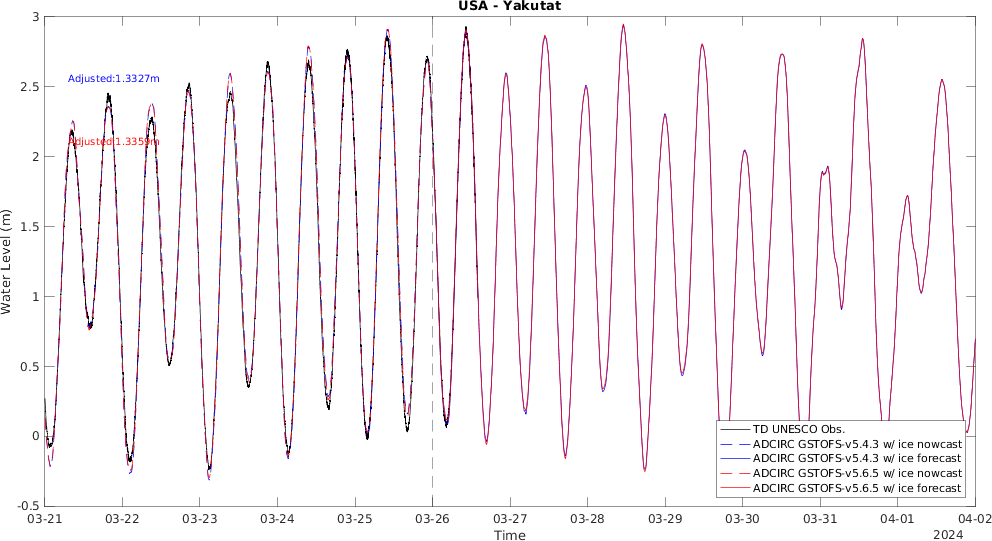 USA - Yakutat
3
2.5
2
1.5
1
0.5
0
-0.5
Water Level (m)
Adjusted:1.3327m
Adjusted:1.3359m
TD UNESCO Obs.
ADCIRC GSTOFS-v5.4.3 w/ ice nowcast
ADCIRC GSTOFS-v5.4.3 w/ ice forecast
ADCIRC GSTOFS-v5.6.5 w/ ice nowcast
ADCIRC GSTOFS-v5.6.5 w/ ice forecast
03-21 03-22 03-23 03-24 03-25 03-26 03-27 03-28 03-29 03-30 03-31 04-01 04-02
Time
2024